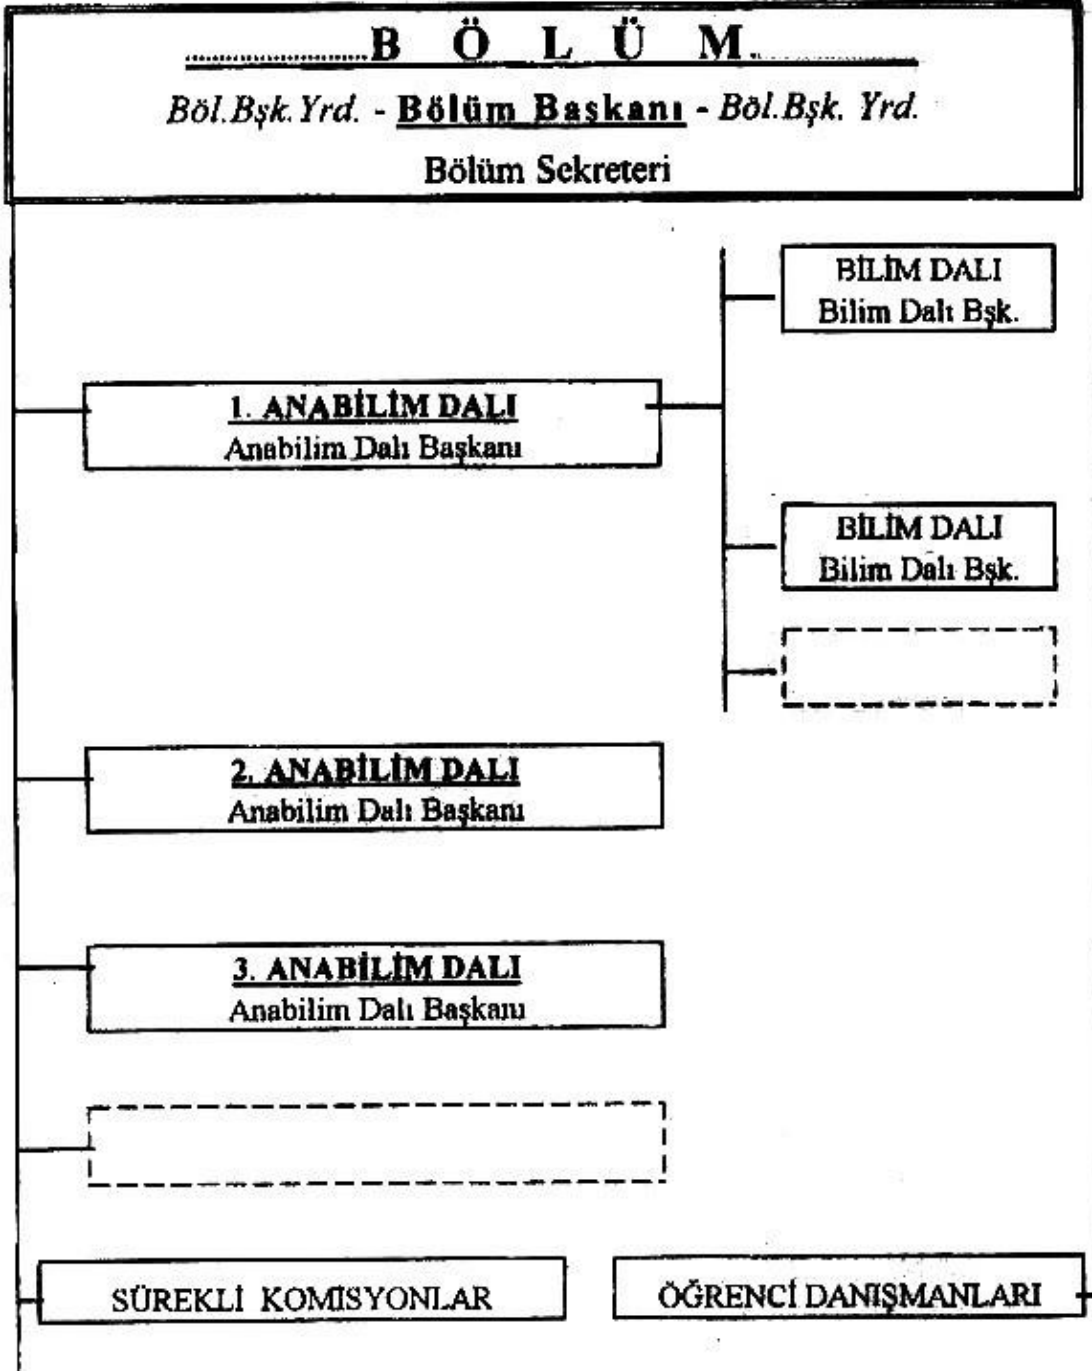 B Ö L Ü M
Böl.Bşk.Yrd. - Bölüm Başkanı - Böl.Bşk. Yrd.
Bölüm Sekreteri
BİLİM DALI
Bilim Dalı Bşk.
1. ANABİLİM DALI
Anabilim Dalı Başkanı
BİLİM DALI
Bilim Dalı Bşk.
2. ANABİLİM DALI
Anabilim Dalı Başkanı
3. ANABİLİM DALI
Anabilim Dalı Başkanı
SÜREKLİ KOMİSYONLAR
ÖĞRENCİ DANIŞMANLARI